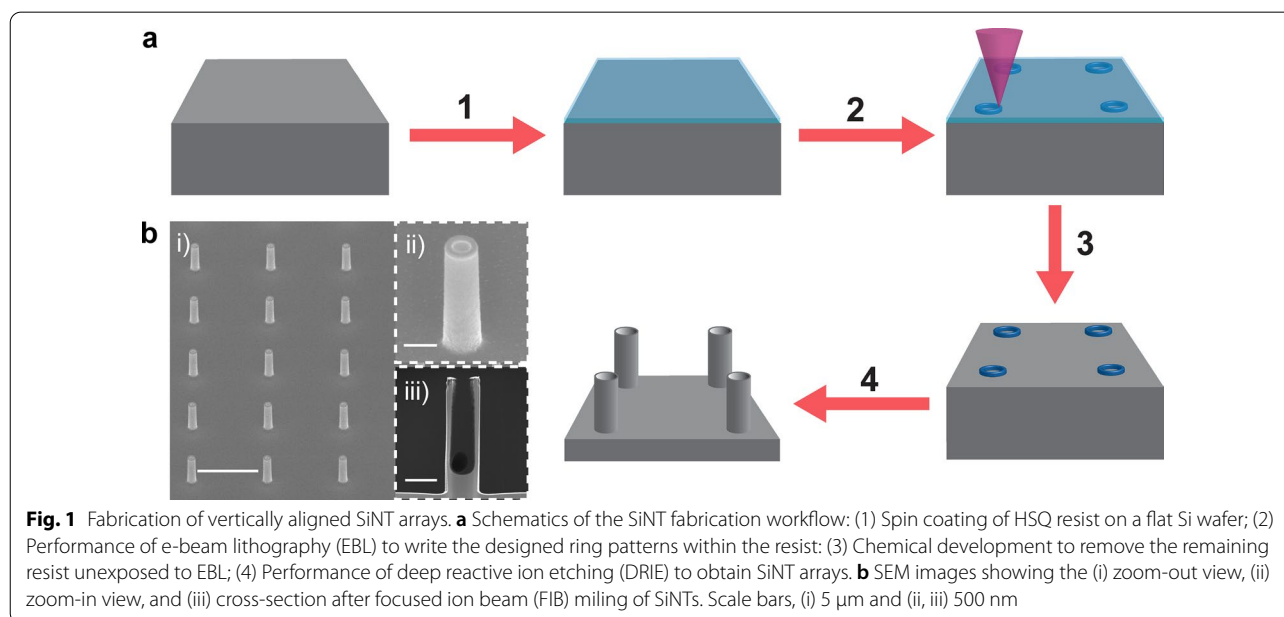 a
1
2
3
4
b
i)
ii)
iii)
Fig. 1 Fabrication of vertically aligned SiNT arrays. a Schematics of the SiNT fabrication workflow: (1) Spin coating of HSQ resist on a flat Si wafer; (2)
Performance of e-beam lithography (EBL) to write the designed ring patterns within the resist: (3) Chemical development to remove the remaining
resist unexposed to EBL; (4) Performance of deep reactive ion etching (DRIE) to obtain SiNT arrays. b SEM images showing the (i) zoom-out view, (ii)
zoom-in view, and (iii) cross-section after focused ion beam (FIB) miling of SiNTs. Scale bars, (i) 5 µm and (ii, iii) 500 nm